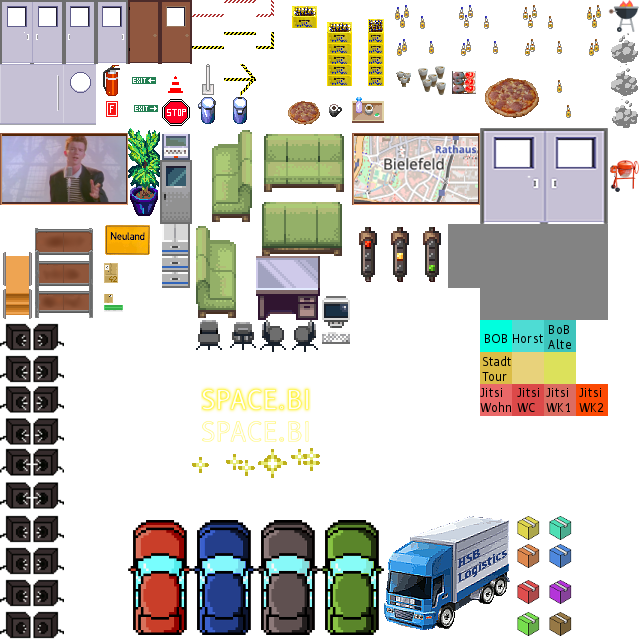 EXIT
F
EXIT
STOP
Rathaus
Bielefeld
Neuland
BOB
Horst
BoB
Alte
Stadt
Tour
Jitsi
Wohn
Jitsi
WC
Jitsi
WK1
Jitsi
WK2
SPACE.BI
SPACE.BI
HSB
Logistics